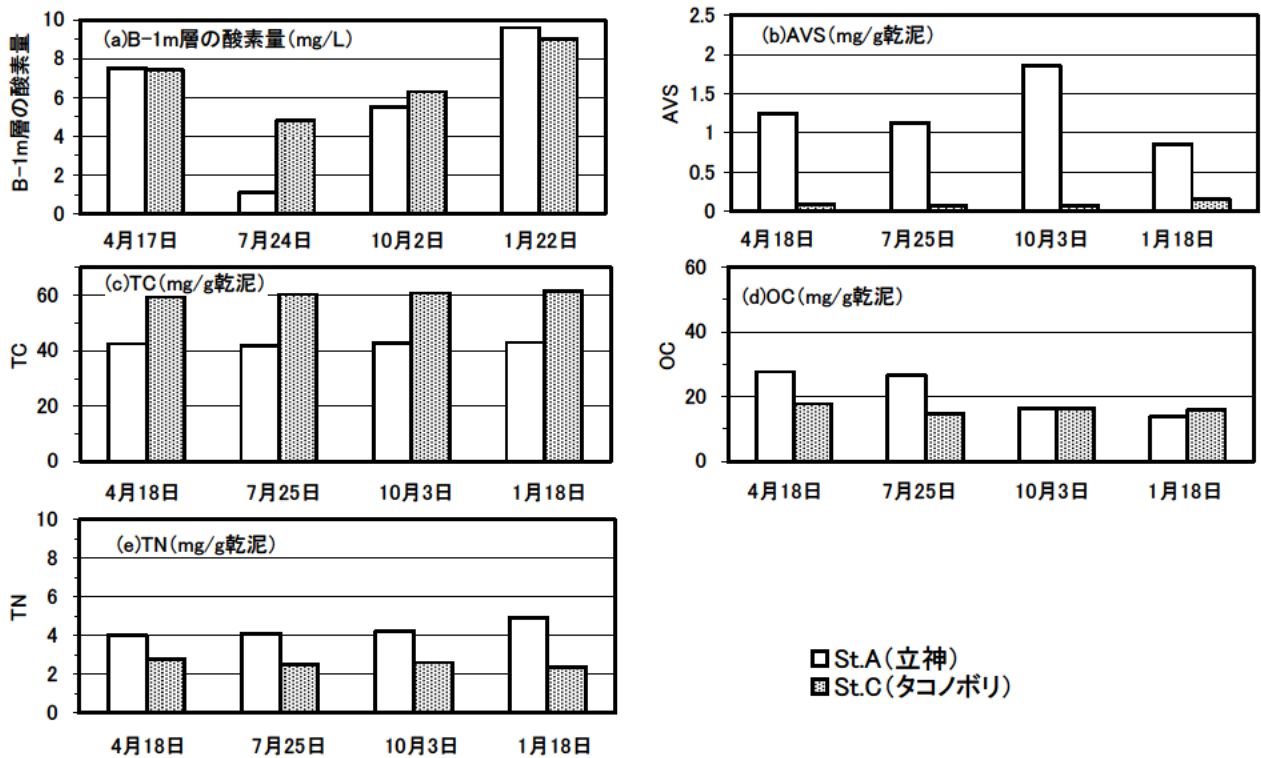 (a)B-1m層の酸素量(mg/L)
B-1m層の酸素量
10
8
6
4
2
0
4月17日 7月24日 10月2日 1月22日
(b)AVS(mg/g乾泥)
AVS
2.5
2
1.5
1
0.5
0
4月18日 7月25日 10月3日 1月18日
(c)TC(mg/g乾泥)
TC
60
40
20
0
4月18日 7月25日 10月3日 1月18日
(d)OC(mg/g乾泥)
OC
60
40
20
0
4月18日 7月25日 10月3日 1月18日
(e)TN(mg/g乾泥)
TN
10
8
6
4
2
0
4月18日 7月25日 10月3日 1月18日
St.A(立神)
St.C(タコノボリ)